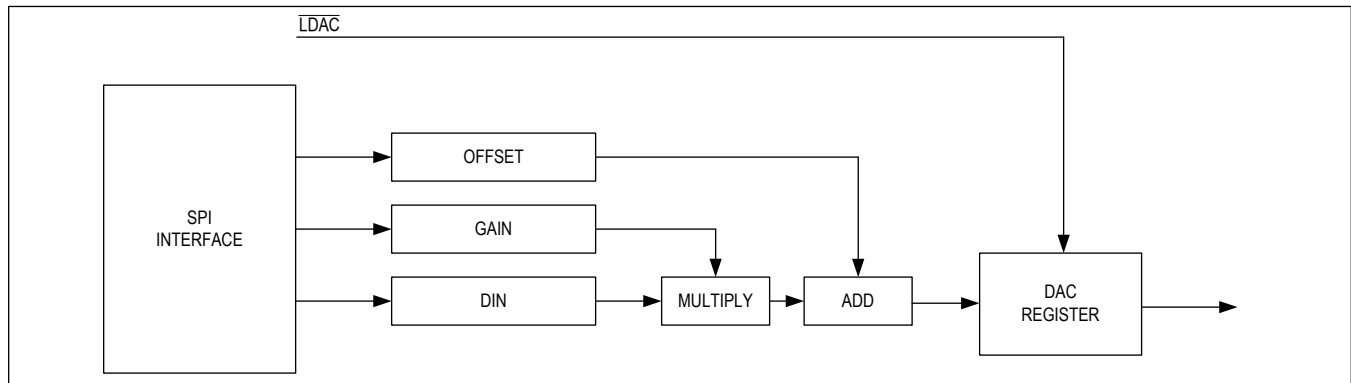 LDAC
OFFSET
SPI
INTERFACE
GAIN
DIN
MULTIPLY
ADD
DAC
REGISTER